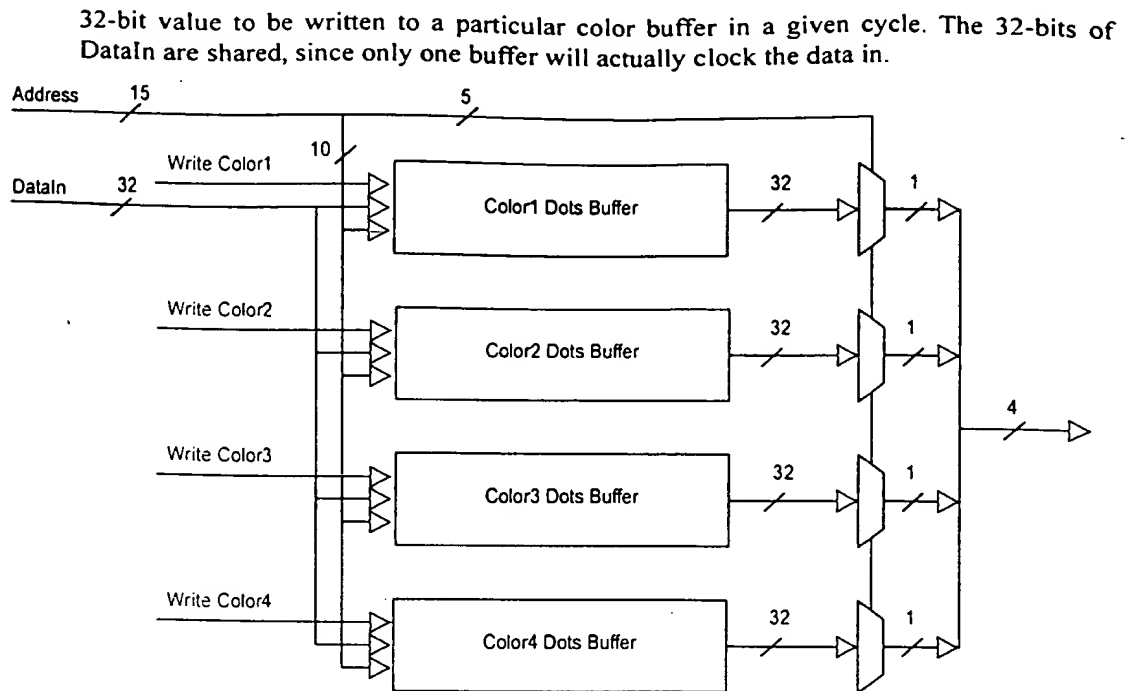 32-bit value to be written to a particular color buffer in a given cycle. The 32-bits of
DataIn are shared, since only one buffer will actually clock the data in.
Address 15 5
10
Write Color1
DataIn 32
Color1 Dots Buffer
32
1
Write Color2
Color2 Dots Buffer
32
1
4
Write Color3
Color3 Dots Buffer
32
1
Write Color4
Color4 Dots Buffer
32
1